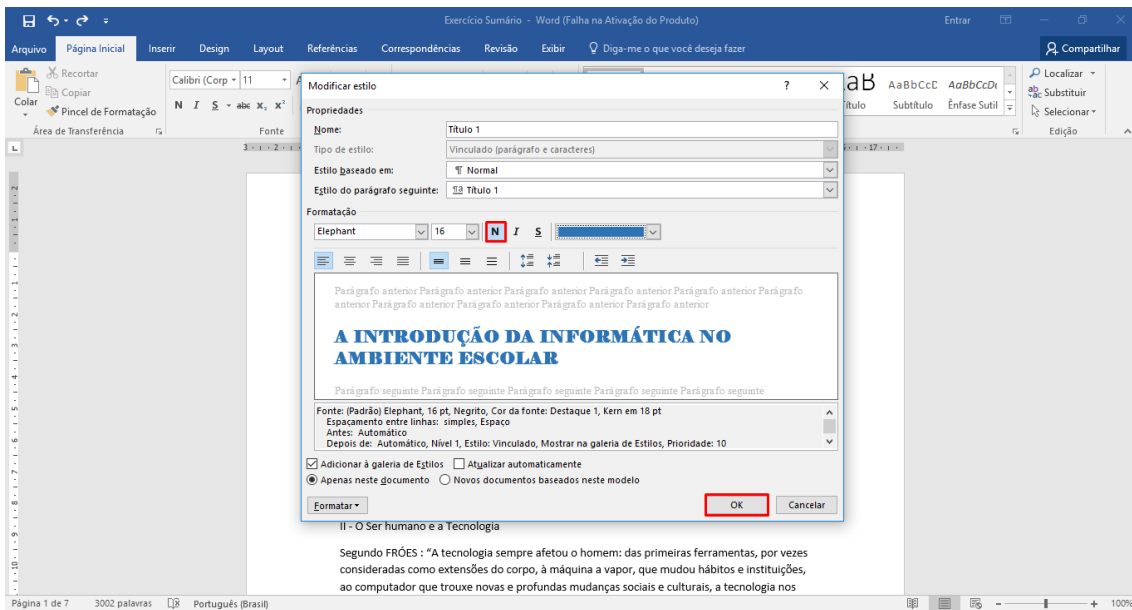 Exercício Sumário - Word (Falha na Ativação do Produto)
Entrar
Arquivo Página Inicial Inserir Design Layout Referências Correspondências Revisão Exibir Diga-me o que você deseja fazer Compartilhar
Colar
Recortar
Copiar
Pincel de Formatação
Área de Transferência
Calibri (Corp 11
N I S abc X₂ X²
Fonte
AaBbCcD AaBbCcDt
Título Subtítulo Ênfase Sutil
Localizar
Substituir
Selecionar
Edição
Modificar estilo ? ×
Propriedades
Nome: Título 1
Tipo de estilo: Vinculado (parágrafo e caracteres)
Estilo baseado em: ¶ Normal
Estilo do parágrafo seguinte: ¶a Título 1
Formatação
Elephant 16 N I S
Parágrafo anterior Parágrafo anterior Parágrafo anterior Parágrafo anterior Parágrafo anterior Parágrafo
anterior Parágrafo anterior Parágrafo anterior Parágrafo anterior Parágrafo anterior
A INTRODUÇÃO DA INFORMÁTICA NO
AMBIENTE ESCOLAR
Parágrafo seguinte Parágrafo seguinte Parágrafo seguinte Parágrafo seguinte Parágrafo seguinte
Fonte: (Padrão) Elephant, 16 pt, Negrito, Cor da fonte: Destaque 1, Kern em 18 pt
Espaçamento entre linhas: simples, Espaço
Antes: Automático
Depois de: Automático, Nível 1, Estilo: Vinculado, Mostrar na galeria de Estilos, Prioridade: 10
Adicionar à galeria de Estilos Atualizar automaticamente
Apenas neste documento Novos documentos baseados neste modelo
Formatar OK Cancelar
II - O Ser humano e a Tecnologia
Segundo FRÓES : “A tecnologia sempre afetou o homem: das primeiras ferramentas, por vezes
consideradas como extensões do corpo, à máquina a vapor, que mudou hábitos e instituições,
ao computador que trouxe novas e profundas mudanças sociais e culturais, a tecnologia nos
Página 1 de 7 3002 palavras Português (Brasil) 100%